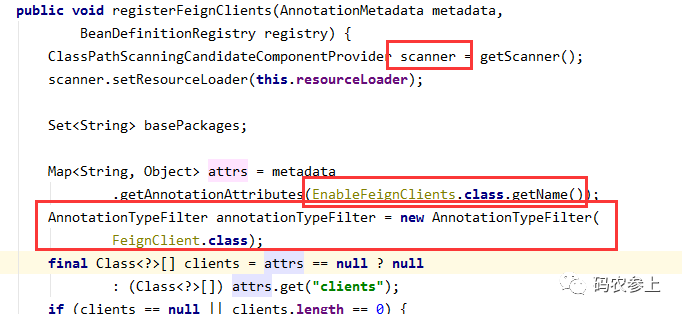 public void registerFeignClients(AnnotationMetadata metadata,
BeanDefinitionRegistry registry) {
ClassPathScanningCandidateComponentProvider scanner = getScanner();
scanner.setResourceLoader(this.resourceLoader);
Set<String> basePackages;
Map<String, Object> attrs = metadata
.getAnnotationAttributes(EnableFeignClients.class.getName());
AnnotationTypeFilter annotationTypeFilter = new AnnotationTypeFilter(
FeignClient.class);
final Class<?>[] clients = attrs == null ? null
: (Class<?>[]) attrs.get("clients");
if (clients == null || clients.length == 0) {
码农参上